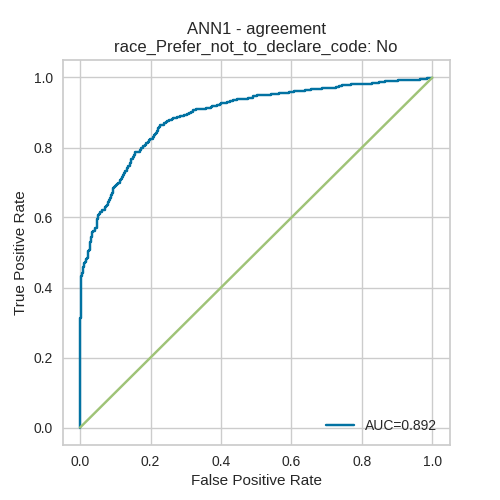 ANN1 - agreement
race_Prefer_not_to_declare_code: No
1.0
0.8
0.6
0.4
0.2
0.0
True Positive Rate
AUC=0.892
0.0 0.2 0.4 0.6 0.8 1.0
False Positive Rate